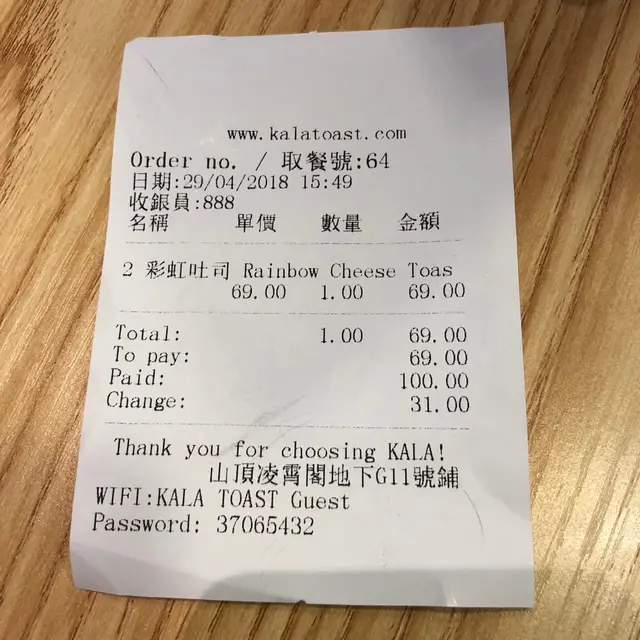 www.kalatoast.com
Order no. / 取餐號:64
日期:29/04/2018 15:49
收銀員:888
名稱 單價 數量 金額
2 彩虹吐司 Rainbow Cheese Toas
69.00 1.00 69.00
Total: 1.00 69.00
To pay: 69.00
Paid: 100.00
Change: 31.00
Thank you for choosing KALA!
山頂凌霄閣地下G11號鋪
WIFI:KALA TOAST Guest
Password: 37065432